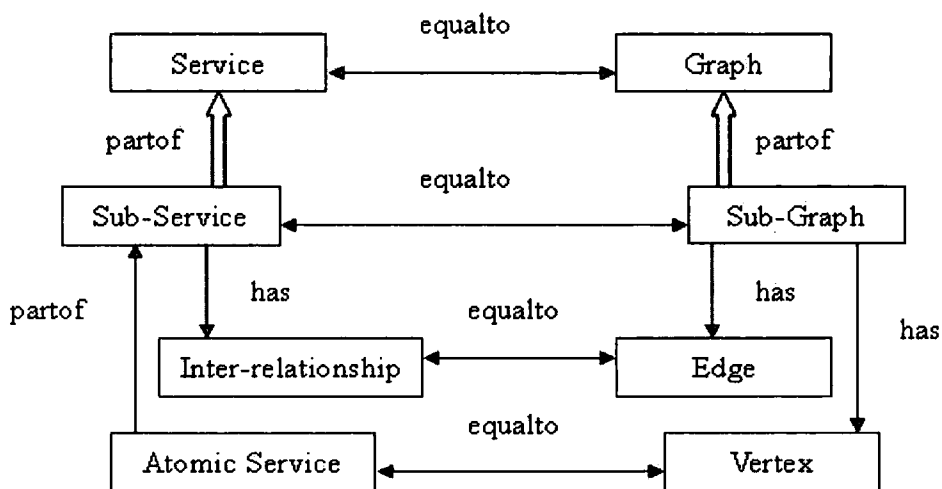 equalto
Service
Graph
partof
partof
equalto
Sub-Service
Sub-Graph
has
has
partof
equalto
has
Inter-relationship
Edge
equalto
Atomic Service
Vertex